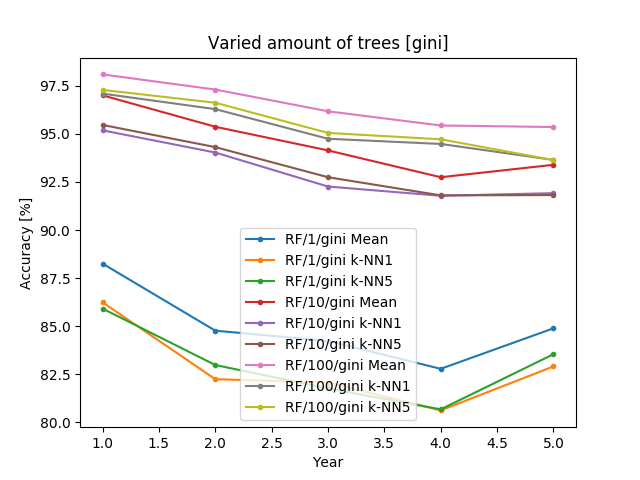 Varied amount of trees [gini]
Accuracy [%]
97.5
95.0
92.5
90.0
87.5
85.0
82.5
80.0
RF/1/gini Mean
RF/1/gini k-NN1
RF/1/gini k-NN5
RF/10/gini Mean
RF/10/gini k-NN1
RF/10/gini k-NN5
RF/100/gini Mean
RF/100/gini k-NN1
RF/100/gini k-NN5
1.0 1.5 2.0 2.5 3.0 3.5 4.0 4.5 5.0
Year